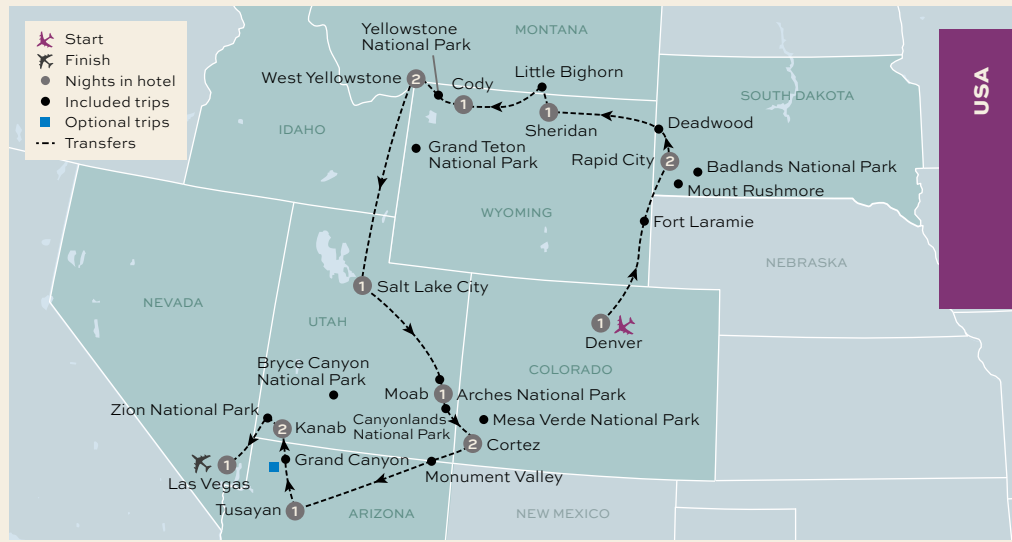 Start
Finish
Nights in hotel
Included trips
Optional trips
Transfers
USA
MONTANA
Yellowstone
National Park
West Yellowstone
2
Cody
1
Little Bighorn
1
Sheridan
SOUTH DAKOTA
Deadwood
IDAHO
Grand Teton
National Park
Rapid City
2
Badlands National Park
Mount Rushmore
WYOMING
Fort Laramie
NEBRASKA
1
Salt Lake City
NEVADA
UTAH
1
Denver
COLORADO
Bryce Canyon
National Park
Moab
1
Arches National Park
Zion National Park
2
Kanab
Canyonlands
National Park
Mesa Verde National Park
2
Cortez
1
Las Vegas
Grand Canyon
Monument Valley
Tusayan
1
ARIZONA
NEW MEXICO